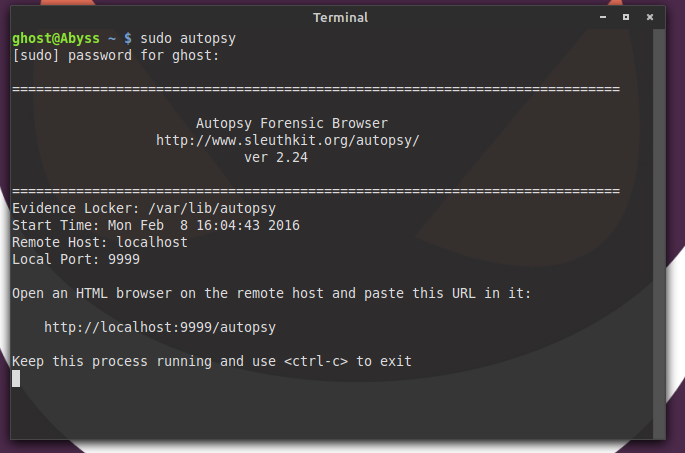 Terminal
ghost@Abyss ~ $ sudo autopsy
[sudo] password for ghost:
============================================================================
Autopsy Forensic Browser
http://www.sleuthkit.org/autopsy/
ver 2.24
============================================================================
Evidence Locker: /var/lib/autopsy
Start Time: Mon Feb  8 16:04:43 2016
Remote Host: localhost
Local Port: 9999
Open an HTML browser on the remote host and paste this URL in it:
http://localhost:9999/autopsy
Keep this process running and use <ctrl-c> to exit